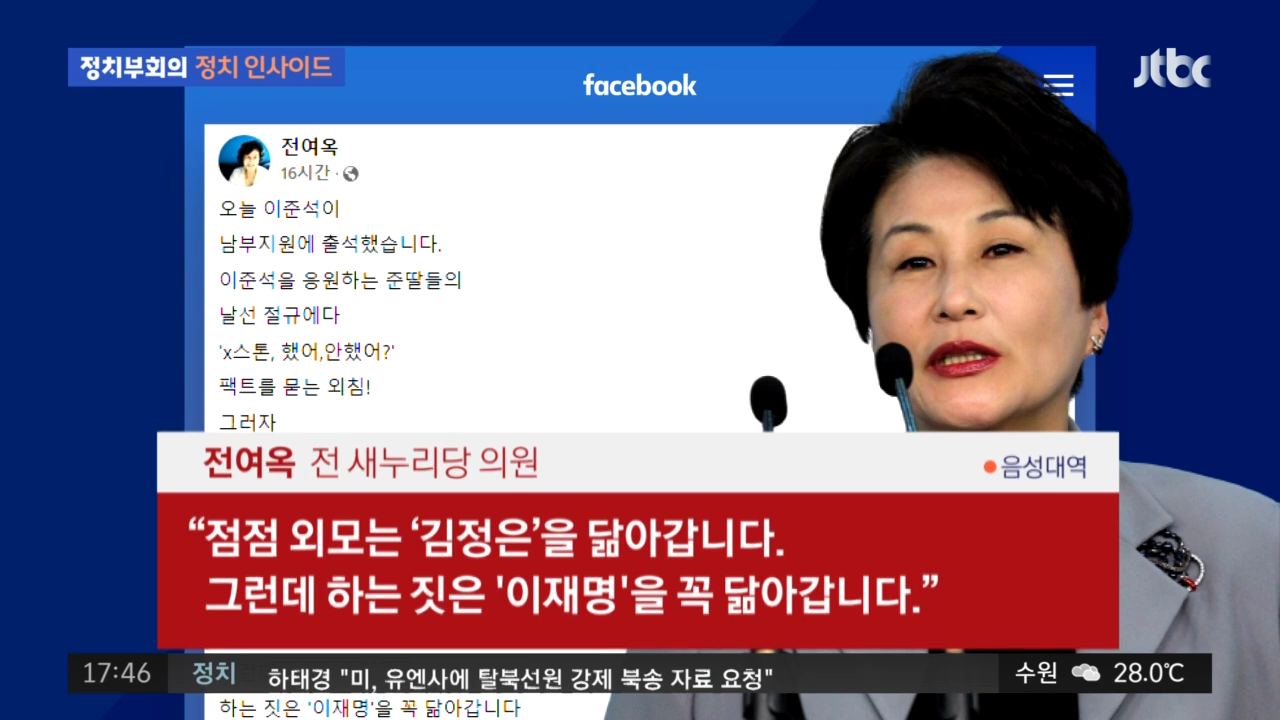 정치부회의 정치 인사이드
jtbc
facebook
전여옥
16시간 ·
오늘 이준석이
남부지원에 출석했습니다.
이준석을 응원하는 준딸들의
날선 절규에다
'x스톤, 했어,안했어?'
팩트를 묻는 외침!
그러자
전여옥 전 새누리당 의원
음성대역
“점점 외모는 ‘김정은’을 닮아갑니다.
그런데 하는 짓은 '이재명'을 꼭 닮아갑니다.”
17:46 정치 하태경 "미, 유엔사에 탈북선원 강제 북송 자료 요청" 수원 28.0℃
하는 짓은 '이재명'을 꼭 닮아갑니다